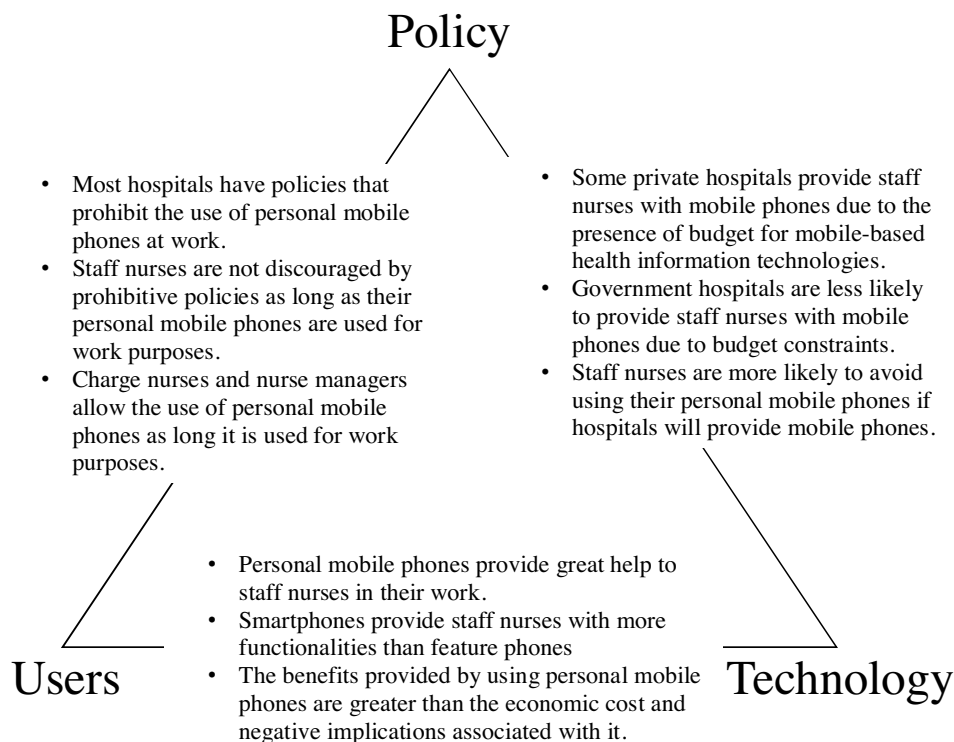 Policy
• Most hospitals have policies that
prohibit the use of personal mobile
phones at work.
• Staff nurses are not discouraged by
prohibitive policies as long as their
personal mobile phones are used for
work purposes.
• Charge nurses and nurse managers
allow the use of personal mobile
phones as long it is used for work
purposes.
• Some private hospitals provide staff
nurses with mobile phones due to the
presence of budget for mobile-based
health information technologies.
• Government hospitals are less likely
to provide staff nurses with mobile
phones due to budget constraints.
• Staff nurses are more likely to avoid
using their personal mobile phones if
hospitals will provide mobile phones.
• Personal mobile phones provide great help to
staff nurses in their work.
• Smartphones provide staff nurses with more
functionalities than feature phones
• The benefits provided by using personal mobile
phones are greater than the economic cost and
negative implications associated with it.
Users
Technology